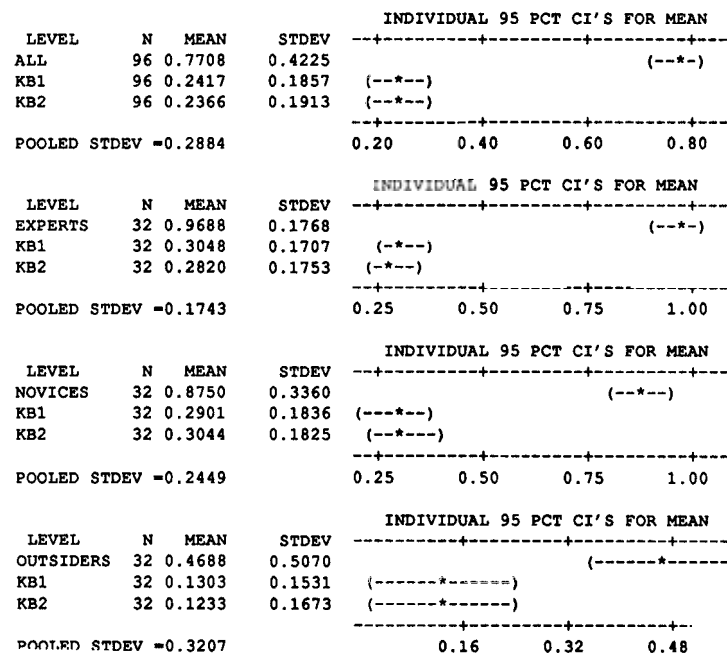 INDIVIDUAL 95 PCT CI'S FOR MEAN
LEVEL N MEAN STDEV --+---------+---------+---------+---
ALL 96 0.7708 0.4225 (--*-)
KB1 96 0.2417 0.1857 (--*--)
KB2 96 0.2366 0.1913 (--*--)
--+---------+---------+---------+---
POOLED STDEV =0.2884 0.20 0.40 0.60 0.80
INDIVIDUAL 95 PCT CI'S FOR MEAN
LEVEL N MEAN STDEV --+---------+---------+---------+---
EXPERTS 32 0.9688 0.1768 (--*-)
KB1 32 0.3048 0.1707 (-*--)
KB2 32 0.2820 0.1753 (-*--)
--+---------+---------+---------+---
POOLED STDEV =0.1743 0.25 0.50 0.75 1.00
INDIVIDUAL 95 PCT CI'S FOR MEAN
LEVEL N MEAN STDEV --+---------+---------+---------+---
NOVICES 32 0.8750 0.3360 (--*--)
KB1 32 0.2901 0.1836 (---*--)
KB2 32 0.3044 0.1825 (--*---)
--+---------+---------+---------+---
POOLED STDEV =0.2449 0.25 0.50 0.75 1.00
INDIVIDUAL 95 PCT CI'S FOR MEAN
LEVEL N MEAN STDEV ----------+---------+---------+-----
OUTSIDERS 32 0.4688 0.5070 (------*------
KB1 32 0.1303 0.1531 (------*------)
KB2 32 0.1233 0.1673 (------*------)
----------+---------+---------+-
POOLED STDEV =0.3207 0.16 0.32 0.48